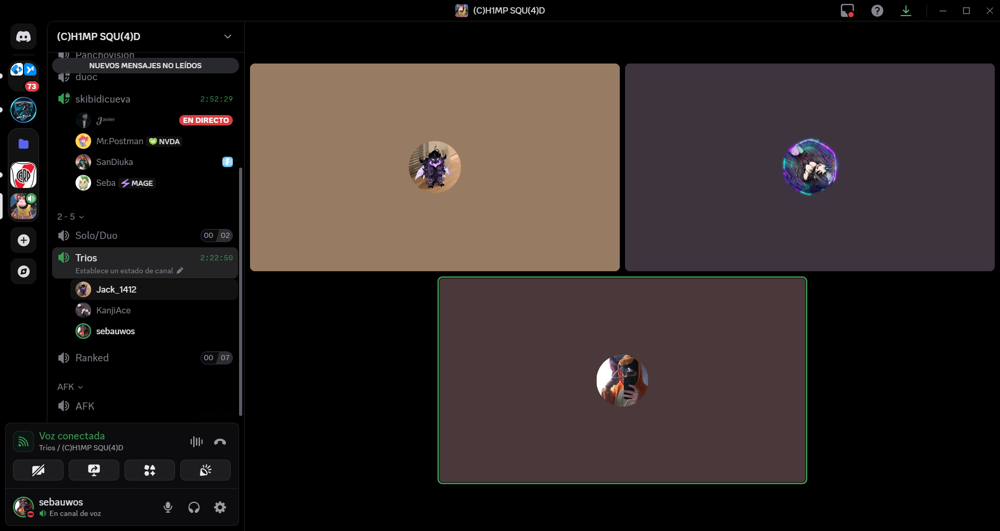 (C)H1MP SQU(4)D
(C)H1MP SQU(4)D
Panchovision
NUEVOS MENSAJES NO LEÍDOS
duoc
73
skibidicueva 2:52:29
Javier EN DIRECTO
Mr.Postman NVDA
SanDiuka F
Seba MAGE
CARP
2 - 5
Solo/Duo 00 02
Trios 2:22:50
Establece un estado de canal
Jack_1412
KanjiAce
sebauwos
Ranked 00 07
AFK
AFK
Voz conectada
Trios / (C)H1MP SQU(4)D
sebauwos
En canal de voz